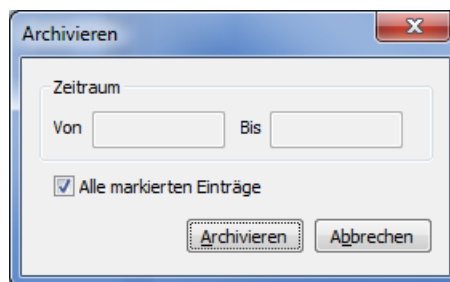 Archivieren
Zeitraum
Von Bis
Alle markierten Einträge
Archivieren Abbrechen